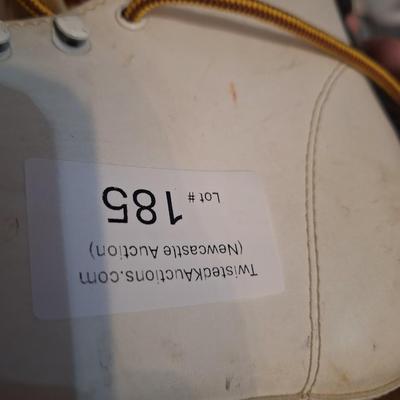 TwistedKAuctions.com
(Newcastle Auction)
Lot # 185